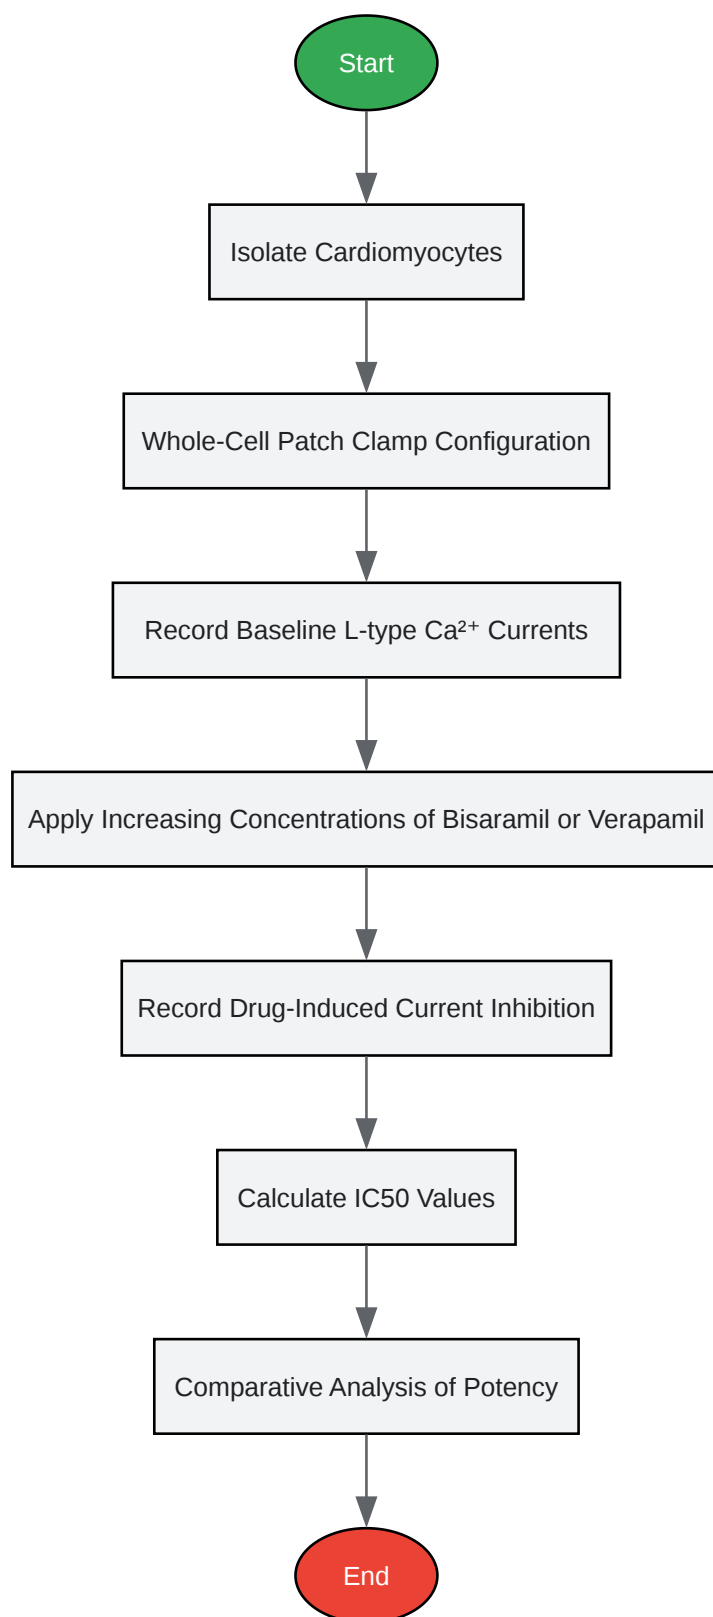 Start
Isolate Cardiomyocytes
Whole-Cell Patch Clamp Configuration
Record Baseline L-type Ca²⁺ Currents
Apply Increasing Concentrations of Bisaramil or Verapamil
Record Drug-Induced Current Inhibition
Calculate IC50 Values
Comparative Analysis of Potency
End